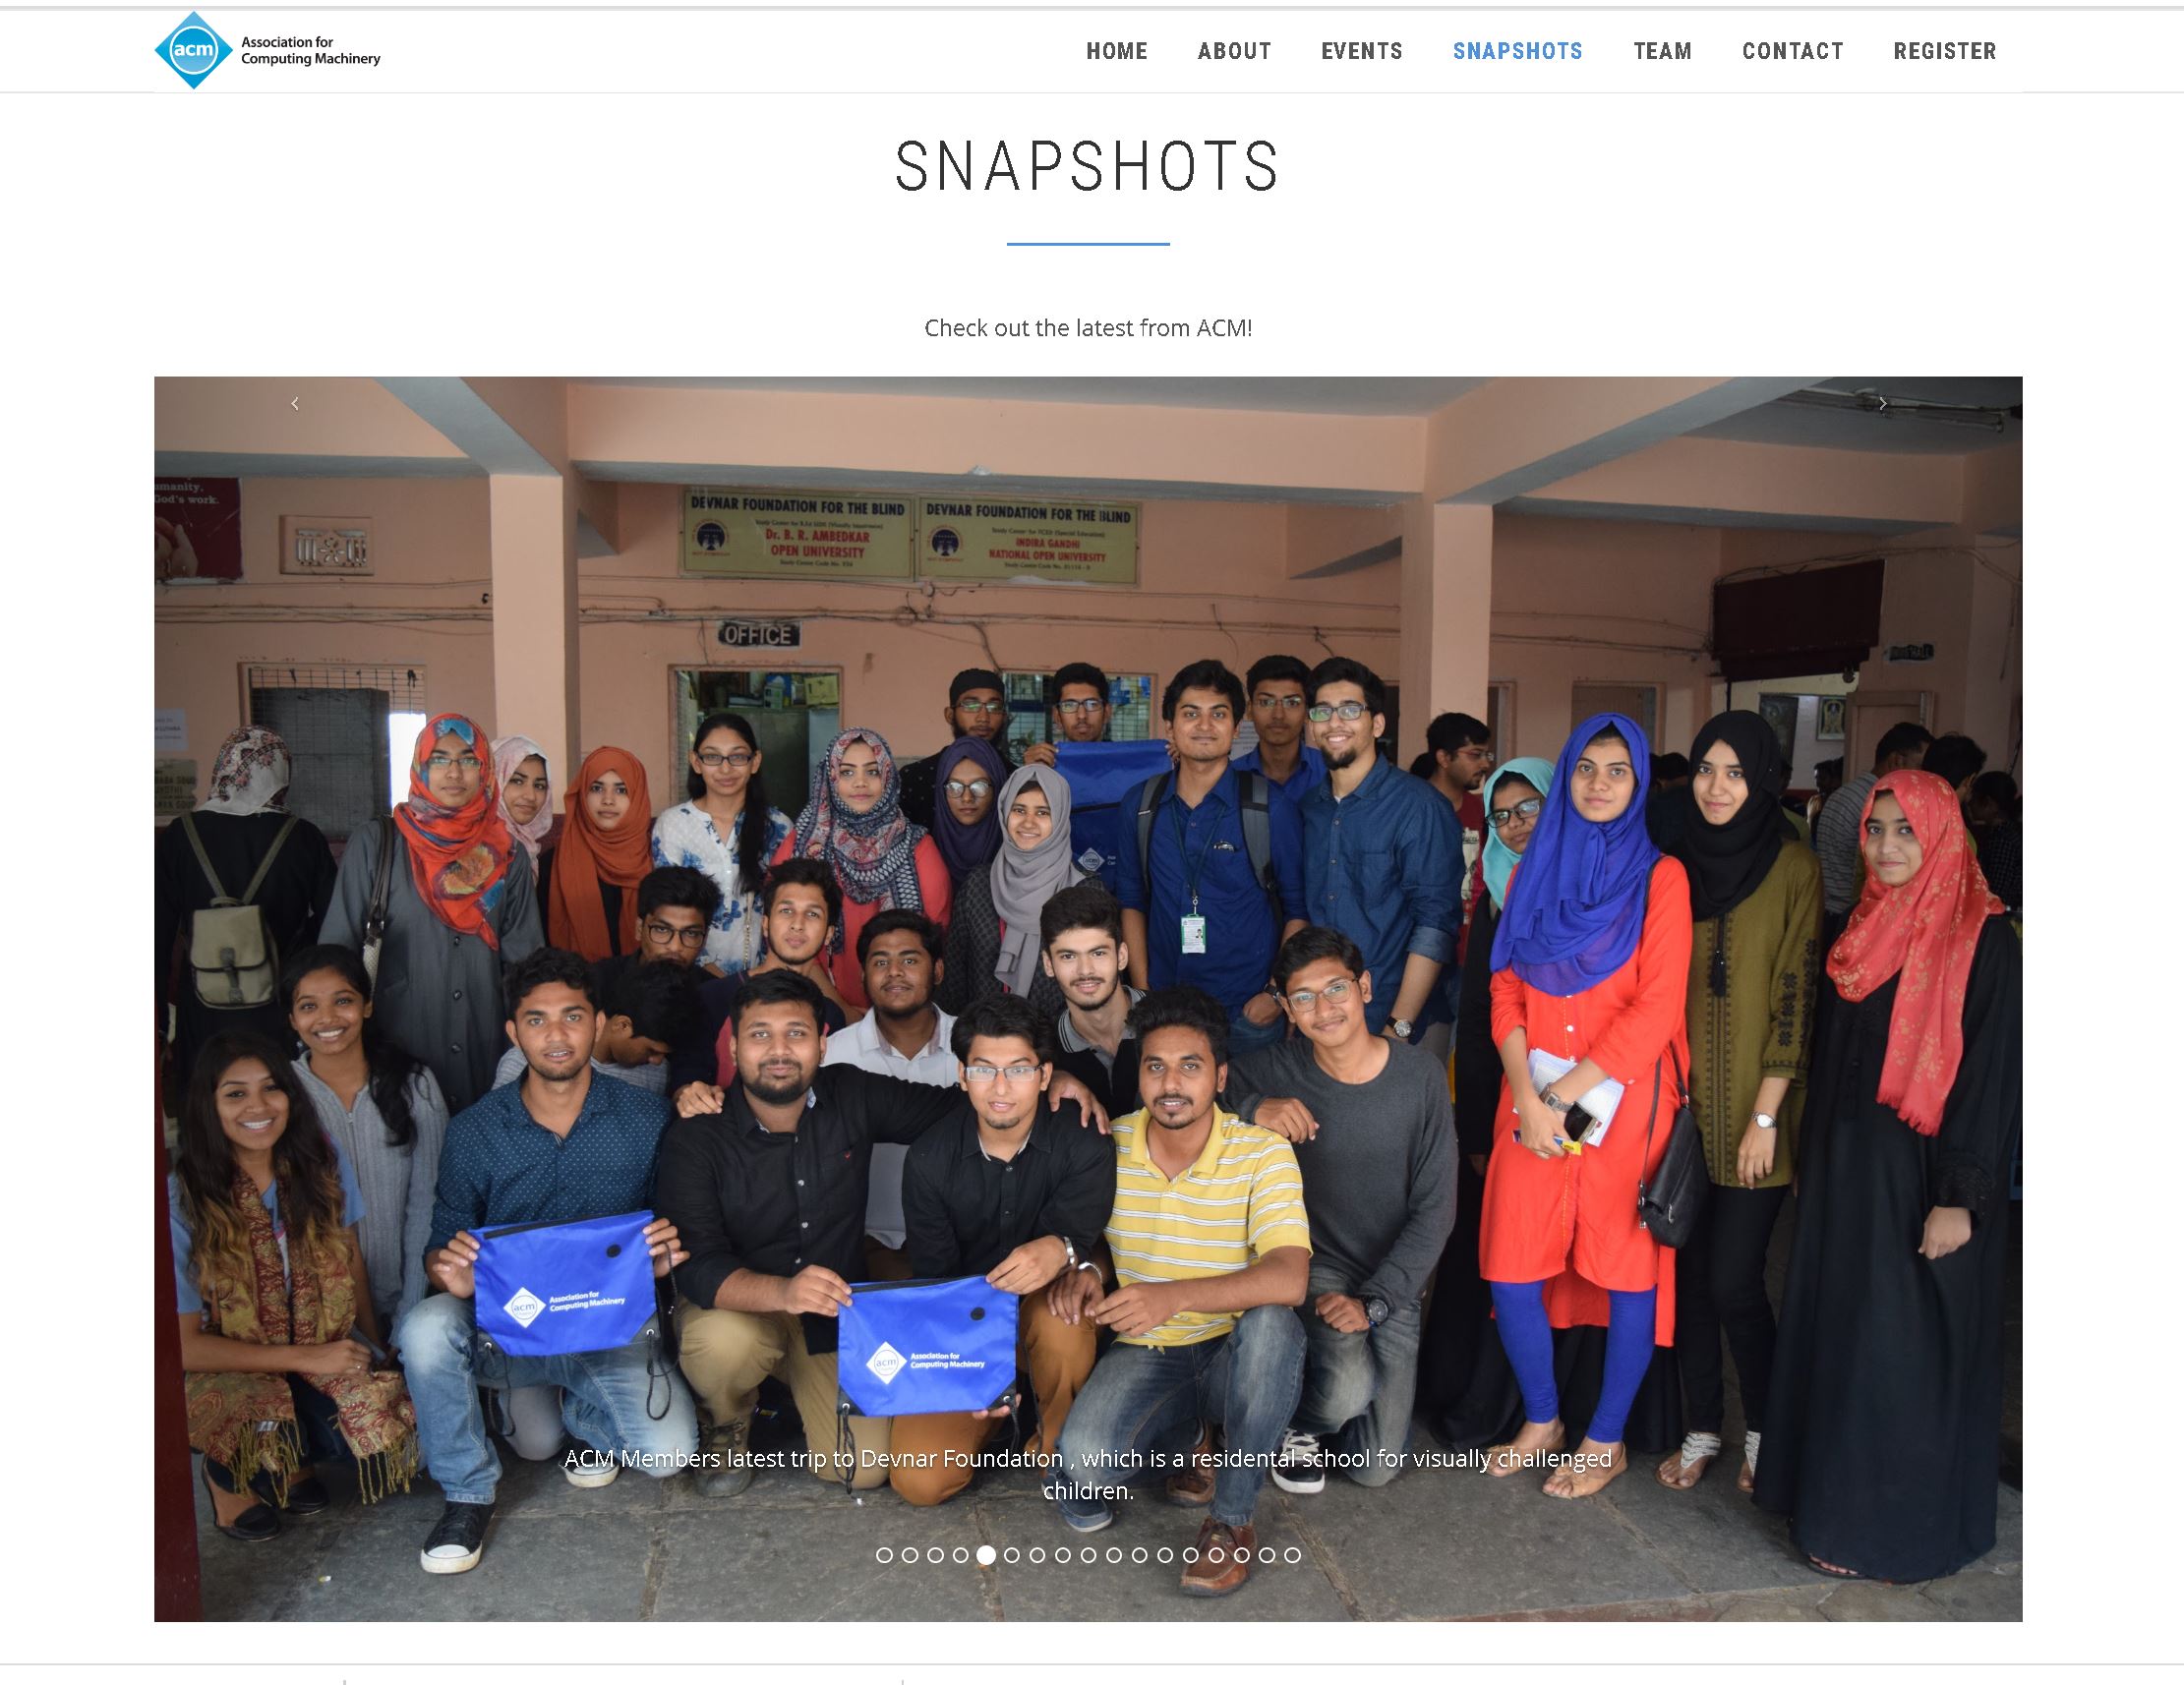 acm
Association for
Computing Machinery
HOME
ABOUT
EVENTS
SNAPSHOTS
TEAM
CONTACT
REGISTER
SNAPSHOTS
Check out the latest from ACM!
umanity,
God's work.
DEVNAR FOUNDATION FOR THE BLIND
Dr. B. R. AMBEDKAR
OPEN UNIVERSITY
DEVNAR FOUNDATION FOR THE BLIND
INDIRA GANDHI
NATIONAL OPEN UNIVERSITY
OFFICE
acm
Association for
Computing Machinery
acm
Association for
Computing Machinery
ACM Members latest trip to Devnar Foundation , which is a residental school for visually challenged
children.